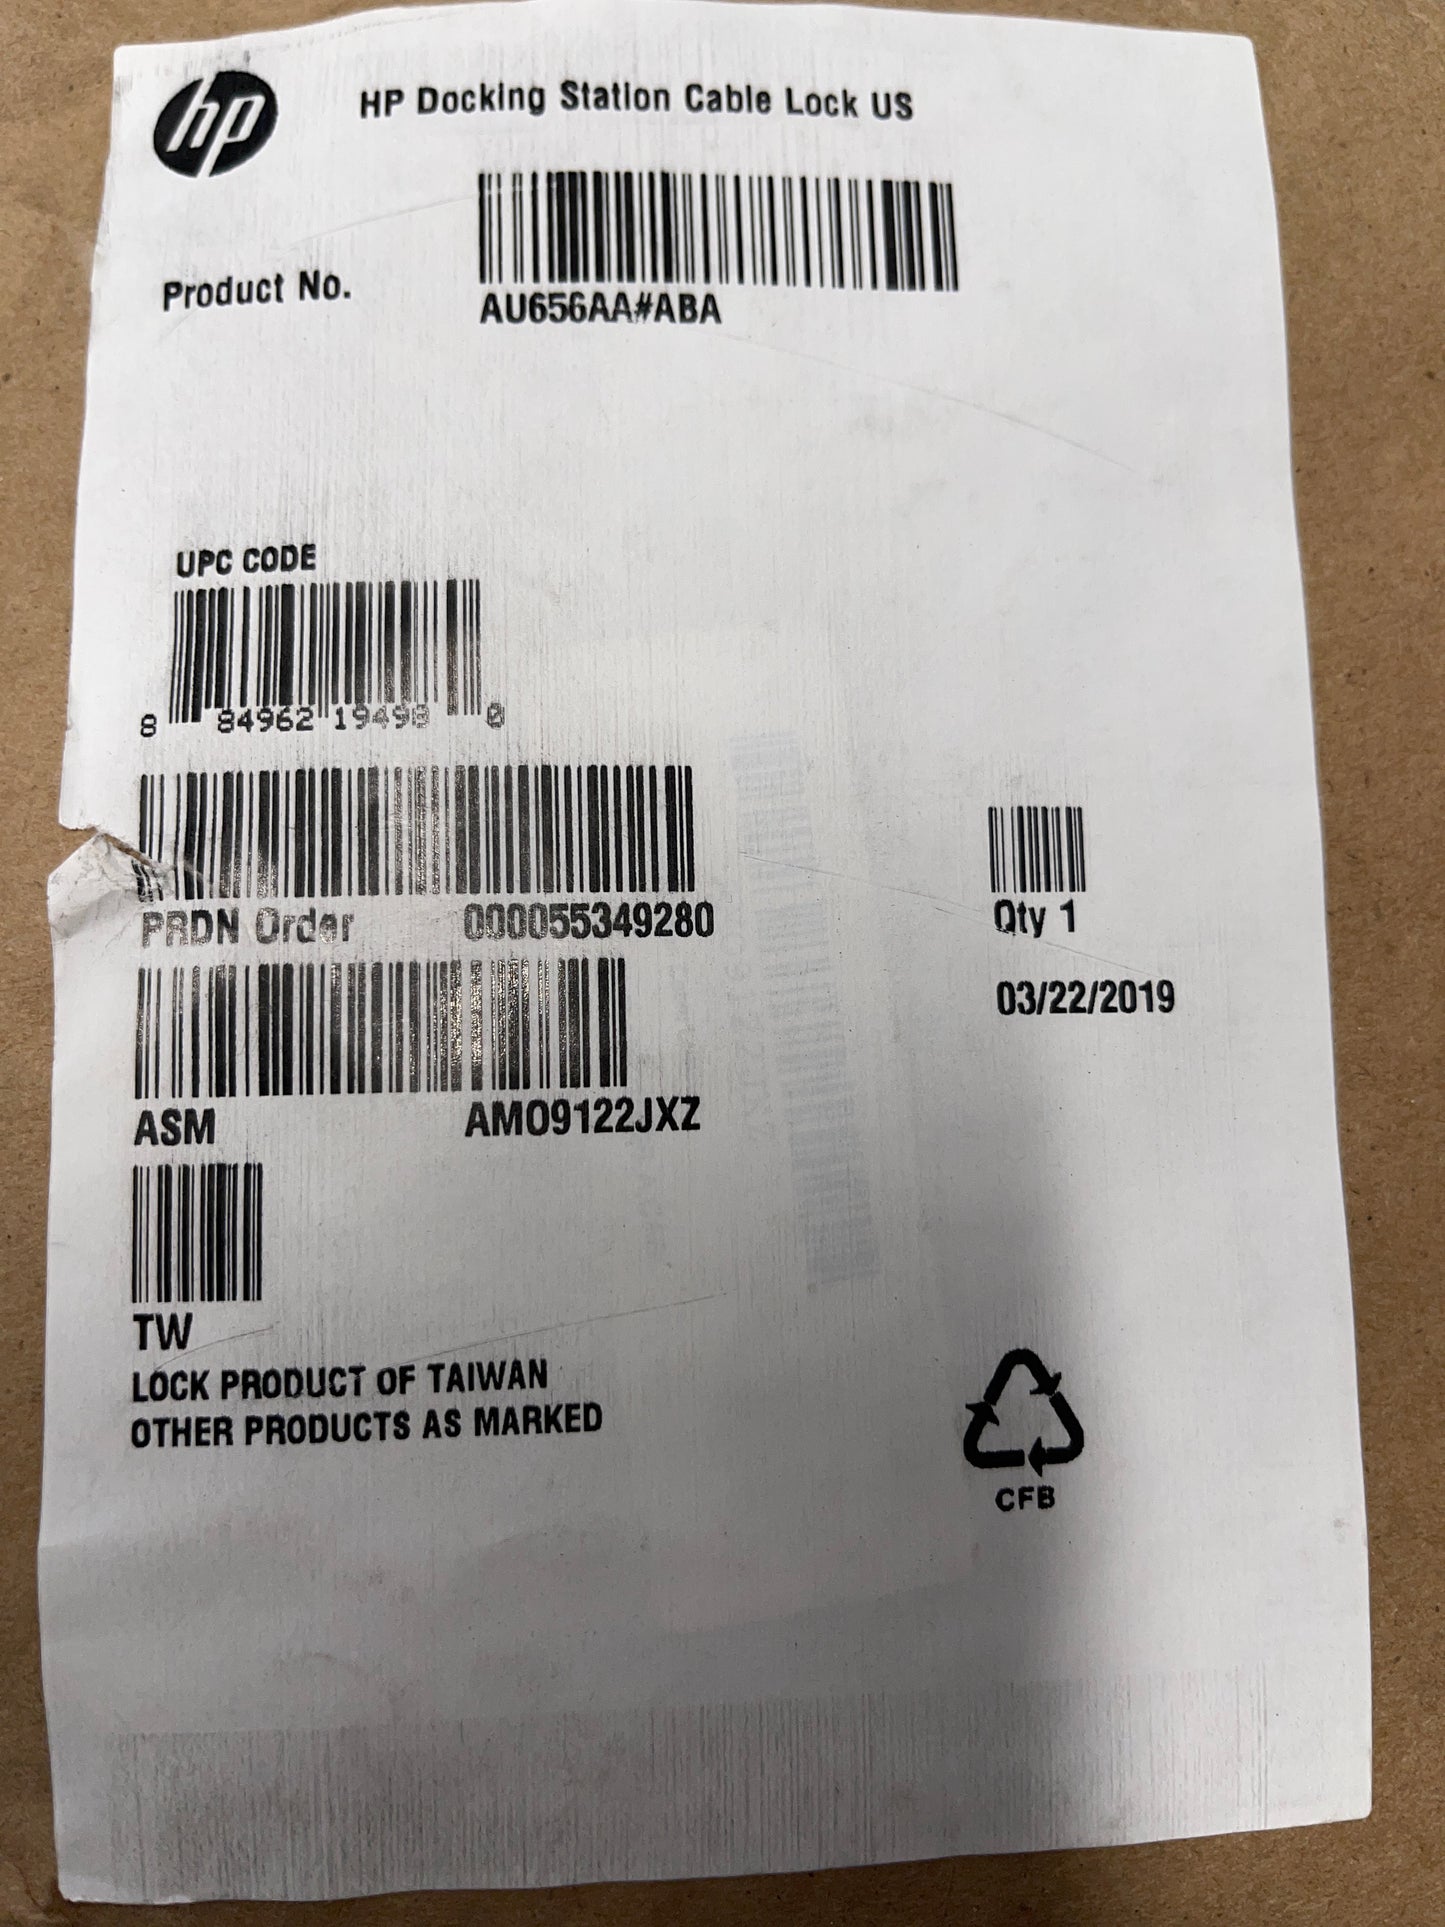 hp
HP Docking Station Cable Lock US
Product No.
AU656AA#ABA
UPC CODE
8 84962 19498 0
PRDN Order 000055349280
Qty 1
03/22/2019
ASM AMO9122JXZ
TW
LOCK PRODUCT OF TAIWAN
OTHER PRODUCTS AS MARKED
CFB